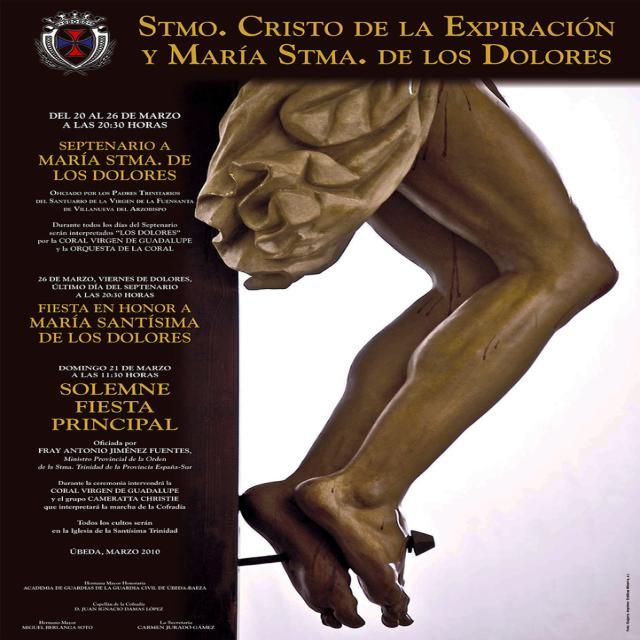 STMO. CRISTO DE LA EXPIRACIÓN
Y MARÍA STMA. DE LOS DOLORES
DEL 20 AL 26 DE MARZO
A LAS 20:30 HORAS
SEPTENARIO A
MARÍA STMA. DE
LOS DOLORES
OFICIADO POR LOS PADRES TRINITARIOS
DEL SANTUARIO DE LA VIRGEN DE LA FUENSANTA
DE VILLANUEVA DEL ARZOBISPO
Durante todos los días del Septenario
serán interpretados "LOS DOLORES"
por la CORAL VIRGEN DE GUADALUPE
y la ORQUESTA DE LA CORAL
26 DE MARZO, VIERNES DE DOLORES,
ÚLTIMO DÍA DEL SEPTENARIO
A LAS 20:30 HORAS
FIESTA EN HONOR A
MARÍA SANTÍSIMA
DE LOS DOLORES
DOMINGO 21 DE MARZO
A LAS 11:30 HORAS
SOLEMNE
FIESTA
PRINCIPAL
Oficiada por
FRAY ANTONIO JIMÉNEZ FUENTES,
Ministro Provincial de la Orden
de la Stma. Trinidad de la Provincia España-Sur
Durante la ceremonia intervendrá la
CORAL VIRGEN DE GUADALUPE
y el grupo CAMERATTA CHRISTIE
que interpretará la marcha de la Cofradía
Todos los cultos serán
en la Iglesia de la Santísima Trinidad
ÚBEDA, MARZO 2010
Hermana Mayor Honoraria
ACADEMIA DE GUARDIAS DE LA GUARDIA CIVIL DE ÚBEDA-BAEZA
Capellán de la Cofradía
D. JUAN IGNACIO DAMAS LÓPEZ
Hermano Mayor
MIGUEL BERLANGA SOTO
La Secretaria
CARMEN JURADO GÁMEZ